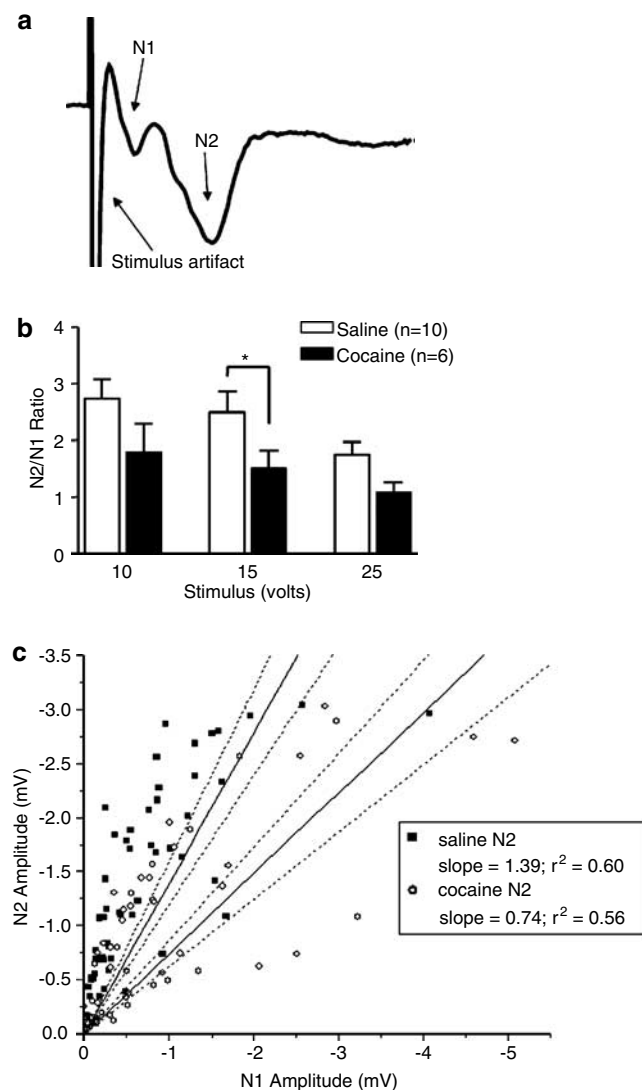 a
N1
N2
Stimulus artifact
b
4
3
2
1
0
N2/N1 Ratio
Saline (n=10)
Cocaine (n=6)
*
10 15 25
Stimulus (volts)
c
-3.5
-3.0
-2.5
-2.0
-1.5
-1.0
-0.5
0.0
N2 Amplitude (mV)
saline N2
slope = 1.39; r² = 0.60
cocaine N2
slope = 0.74; r² = 0.56
0 -1 -2 -3 -4 -5
N1 Amplitude (mV)